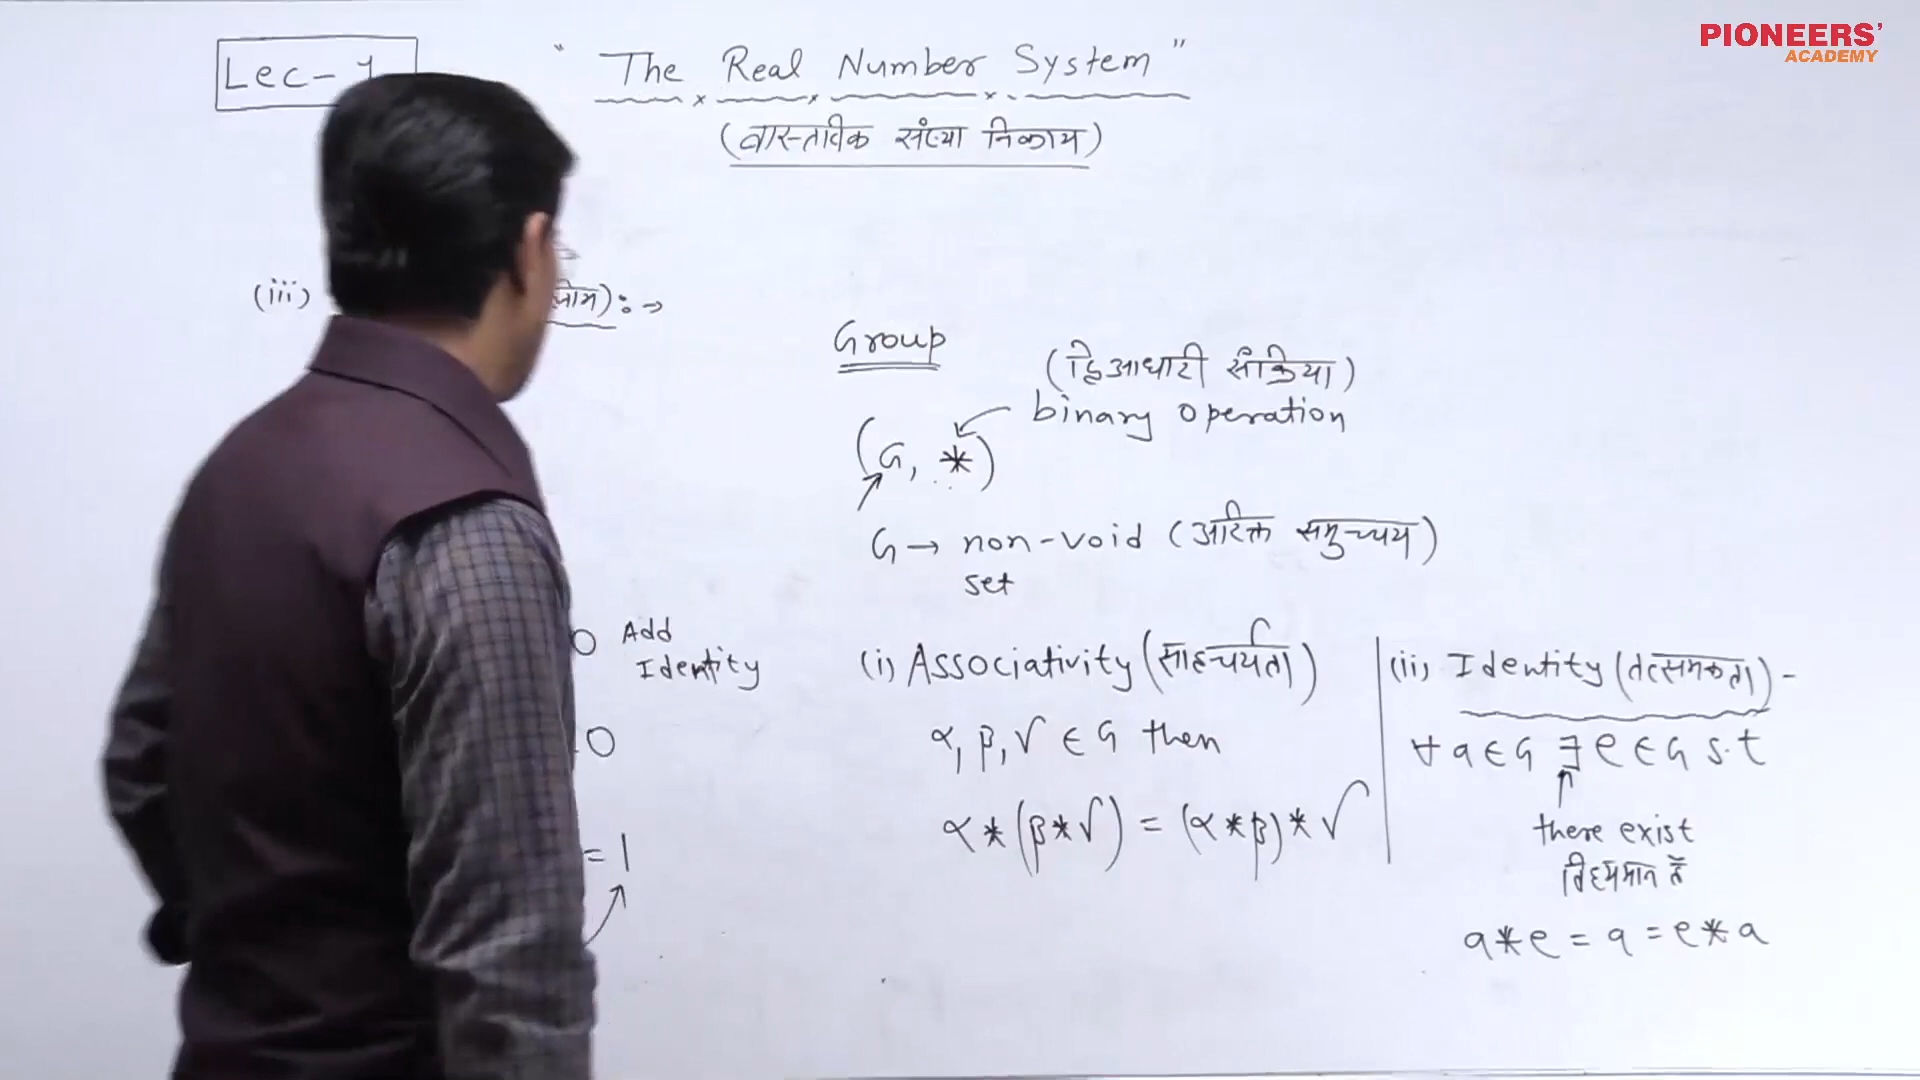 PIONEERS'
ACADEMY
Lec-1
" The Real Number System "
(वास्तविक संख्या निकाय)
(iii)
लोम) : →
Group
(द्विआधारी संक्रिया)
binary operation
(G, *)
G → non-void (अरिक्त समुच्चय)
set
0 Add
Identity
0
= 1
(i) Associativity (साहचर्यता)
α, β, γ ∈ G then
α * (β * γ) = (α * β) * γ
(ii) Identity (तत्समकता) -
∀ a ∈ G ∃ e ∈ G s.t
there exist
विद्यमान है
a * e = a = e * a